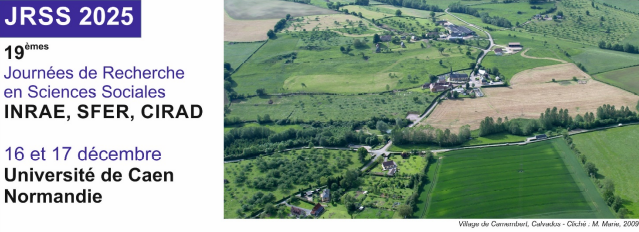 JRSS 2025
19èmes
Journées de Recherche
en Sciences Sociales
INRAE, SFER, CIRAD
16 et 17 décembre
Université de Caen
Normandie
Village de Camembert, Calvados - Cliché : M. Marie, 2009